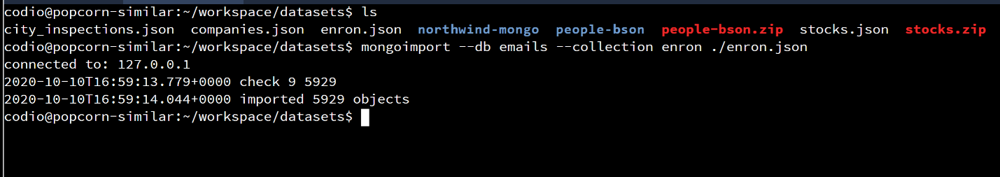 codio@popcorn-similar:~/workspace/datasets$ ls
city_inspections.json companies.json enron.json northwind-mongo people-bson people-bson.zip stocks.json stocks.zip
codio@popcorn-similar:~/workspace/datasets$ mongoimport --db emails --collection enron ./enron.json
connected to: 127.0.0.1
2020-10-10T16:59:13.779+0000 check 9 5929
2020-10-10T16:59:14.044+0000 imported 5929 objects
codio@popcorn-similar:~/workspace/datasets$